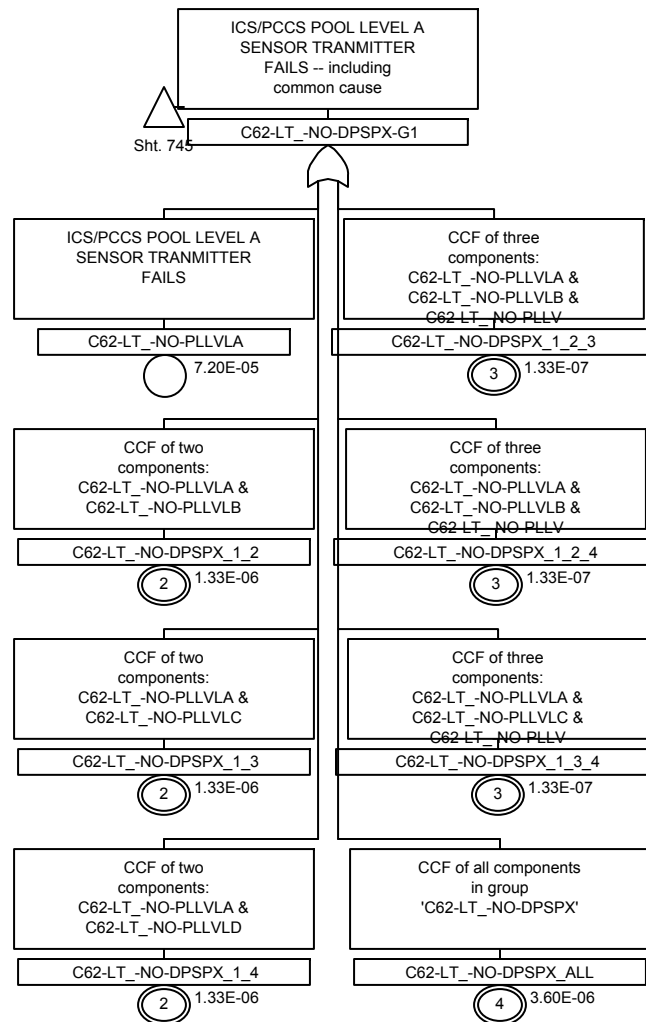 ICS/PCCS POOL LEVEL A
SENSOR TRANMITTER
FAILS -- including
common cause
C62-LT_-NO-DPSPX-G1
Sht. 745
ICS/PCCS POOL LEVEL A
SENSOR TRANMITTER
FAILS
C62-LT_-NO-PLLVLA
7.20E-05
CCF of three
components:
C62-LT_-NO-PLLVLA &
C62-LT_-NO-PLLVLB &
C62-LT_-NO-PLLV
C62-LT_-NO-DPSPX_1_2_3
3
1.33E-07
CCF of two
components:
C62-LT_-NO-PLLVLA &
C62-LT_-NO-PLLVLB
C62-LT_-NO-DPSPX_1_2
2
1.33E-06
CCF of three
components:
C62-LT_-NO-PLLVLA &
C62-LT_-NO-PLLVLB &
C62-LT_-NO-PLLV
C62-LT_-NO-DPSPX_1_2_4
3
1.33E-07
CCF of two
components:
C62-LT_-NO-PLLVLA &
C62-LT_-NO-PLLVLC
C62-LT_-NO-DPSPX_1_3
2
1.33E-06
CCF of three
components:
C62-LT_-NO-PLLVLA &
C62-LT_-NO-PLLVLC &
C62-LT_-NO-PLLV
C62-LT_-NO-DPSPX_1_3_4
3
1.33E-07
CCF of two
components:
C62-LT_-NO-PLLVLA &
C62-LT_-NO-PLLVLD
C62-LT_-NO-DPSPX_1_4
2
1.33E-06
CCF of all components
in group
'C62-LT_-NO-DPSPX'
C62-LT_-NO-DPSPX_ALL
4
3.60E-06